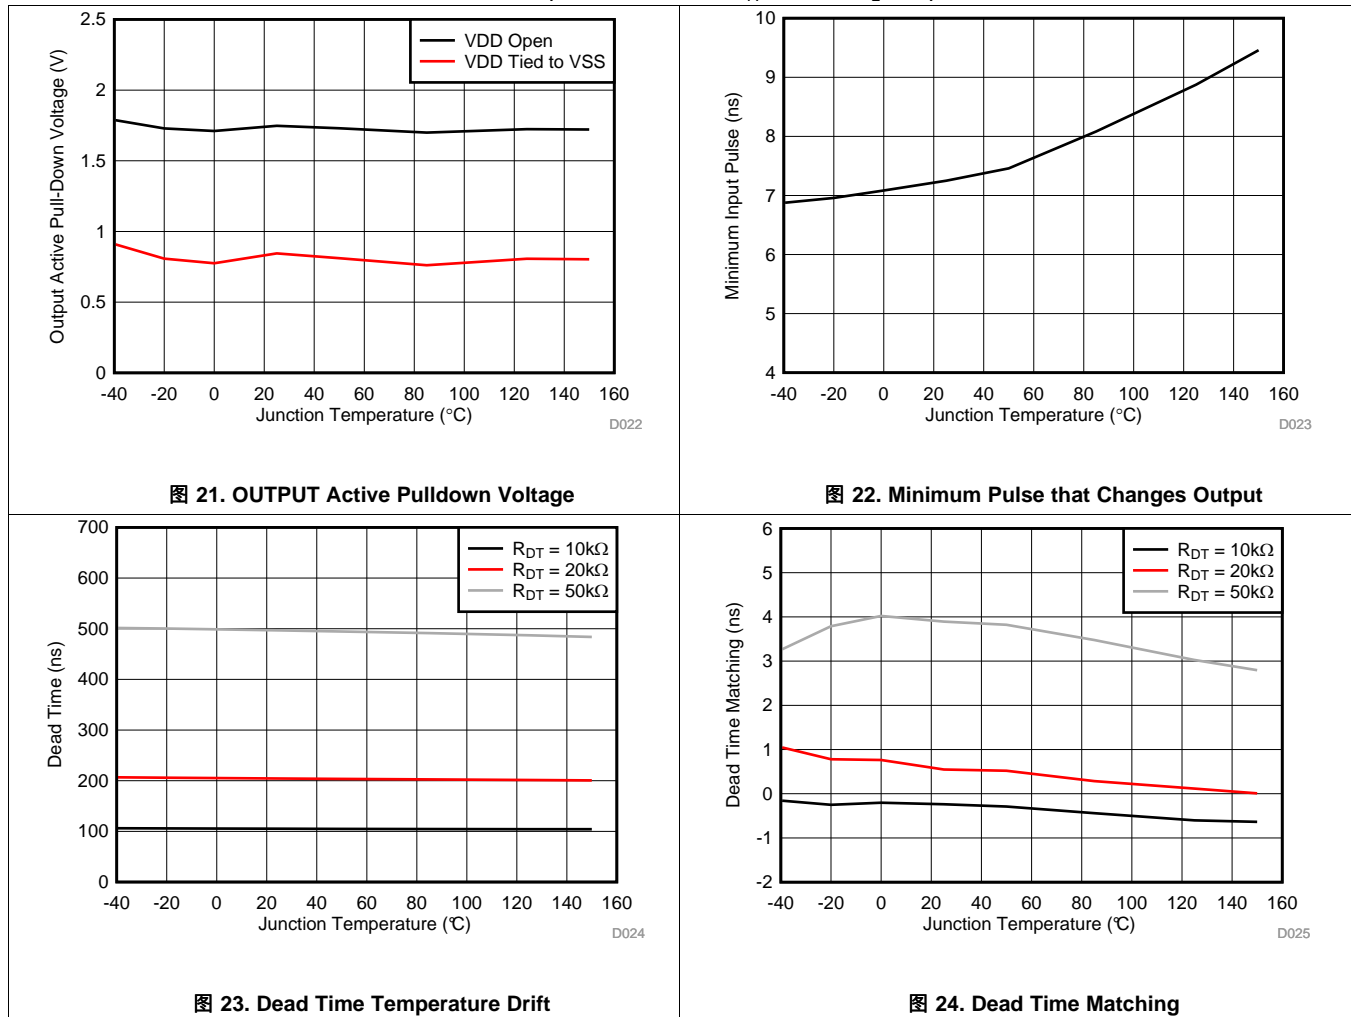 2.5
2
1.5
1
0.5
0
Output Active Pull-Down Voltage (V)
VDD Open
VDD Tied to VSS
-40 -20 0 20 40 60 80 100 120 140 160
Junction Temperature (°C)
D022
图 21. OUTPUT Active Pulldown Voltage
10
9
8
7
6
5
4
Minimum Input Pulse (ns)
-40 -20 0 20 40 60 80 100 120 140 160
Junction Temperature (°C)
D023
图 22. Minimum Pulse that Changes Output
700
600
500
400
300
200
100
0
Dead Time (ns)
RDT = 10kΩ
RDT = 20kΩ
RDT = 50kΩ
-40 -20 0 20 40 60 80 100 120 140 160
Junction Temperature (°C)
D024
图 23. Dead Time Temperature Drift
6
5
4
3
2
1
0
-1
-2
Dead Time Matching (ns)
RDT = 10kΩ
RDT = 20kΩ
RDT = 50kΩ
-40 -20 0 20 40 60 80 100 120 140 160
Junction Temperature (°C)
D025
图 24. Dead Time Matching